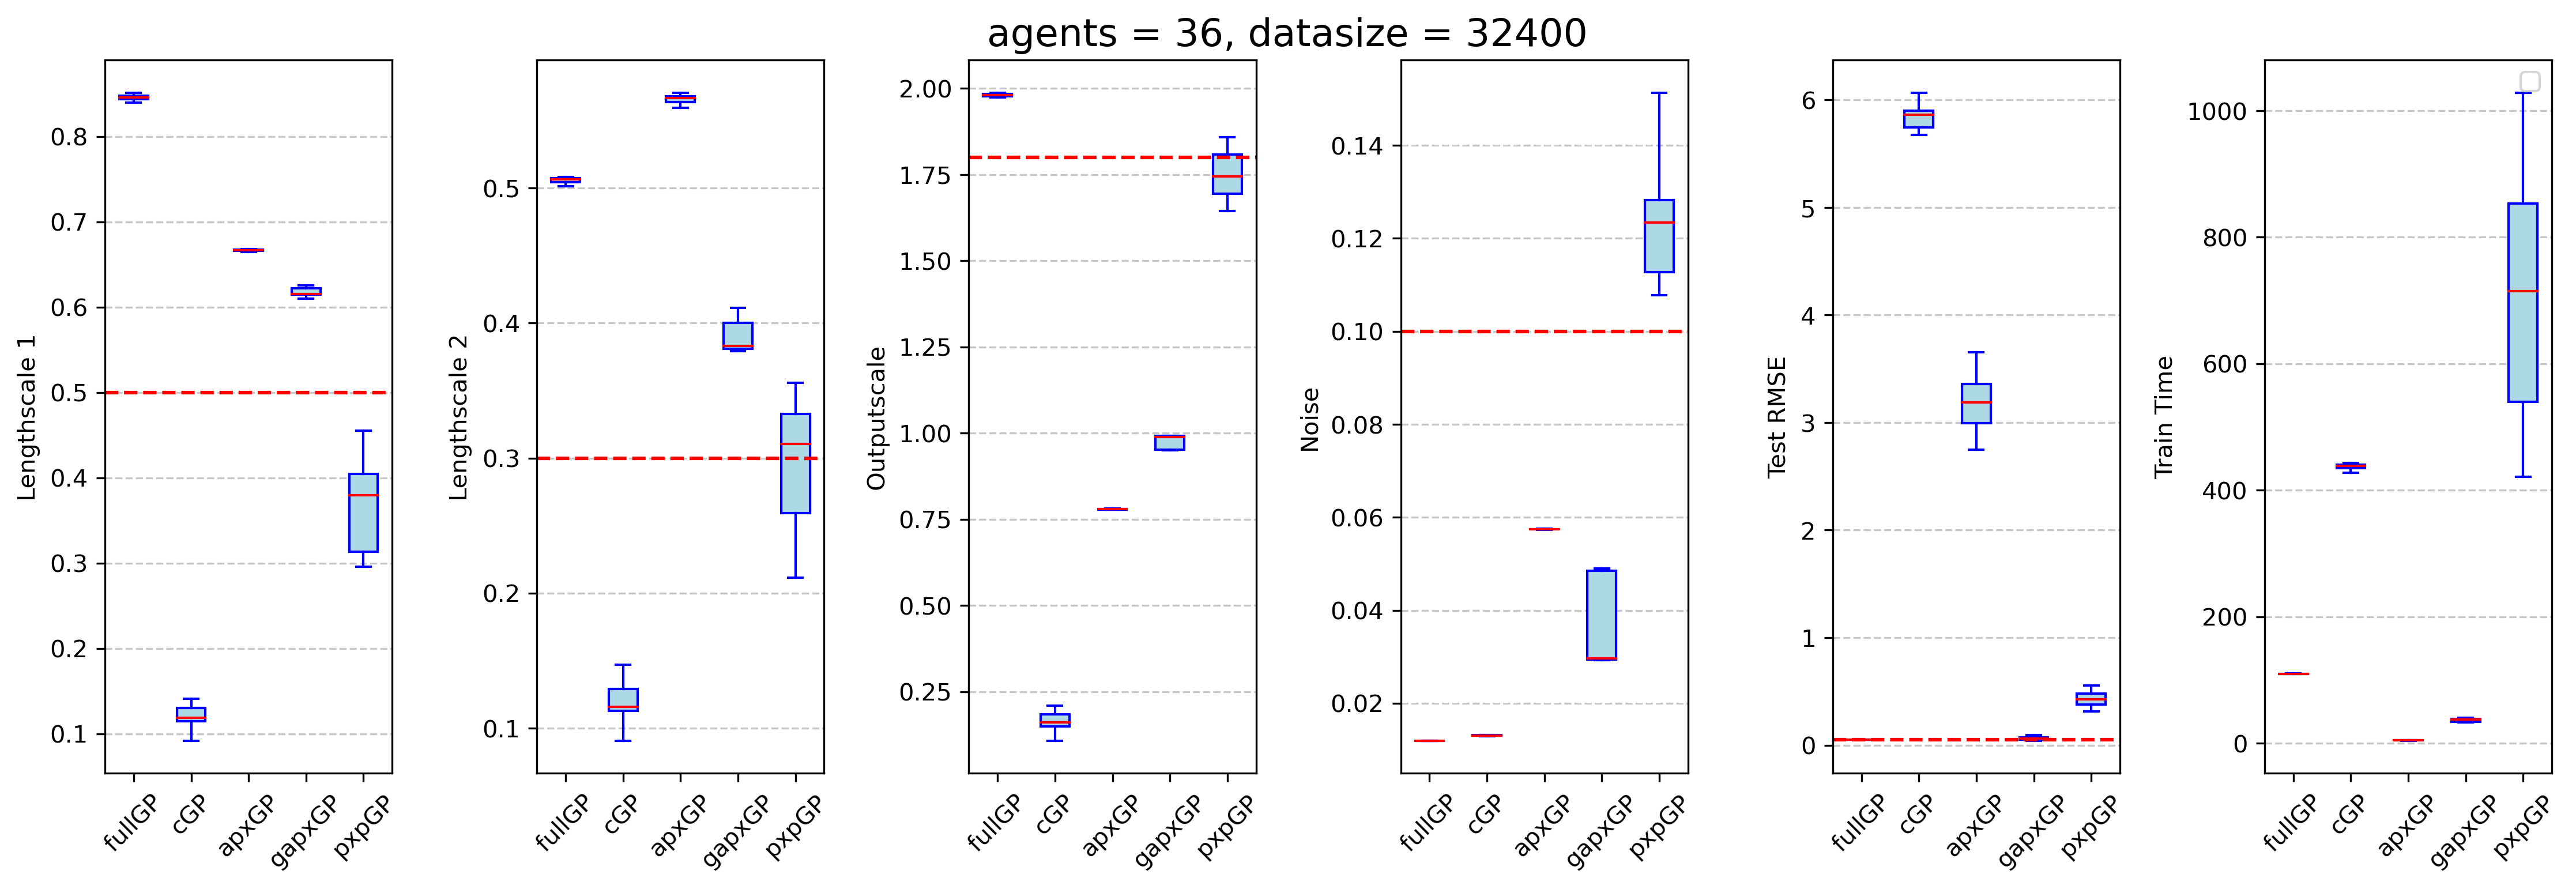 agents = 36, datasize = 32400
Lengthscale 1
0.8
0.7
0.6
0.5
0.4
0.3
0.2
0.1
fullGP
cGP
apxGP
gapxGP
pxpGP
Lengthscale 2
0.5
0.4
0.3
0.2
0.1
fullGP
cGP
apxGP
gapxGP
pxpGP
Outputscale
2.00
1.75
1.50
1.25
1.00
0.75
0.50
0.25
fullGP
cGP
apxGP
gapxGP
pxpGP
Noise
0.14
0.12
0.10
0.08
0.06
0.04
0.02
fullGP
cGP
apxGP
gapxGP
pxpGP
Test RMSE
6
5
4
3
2
1
0
fullGP
cGP
apxGP
gapxGP
pxpGP
Train Time
1000
800
600
400
200
0
fullGP
cGP
apxGP
gapxGP
pxpGP